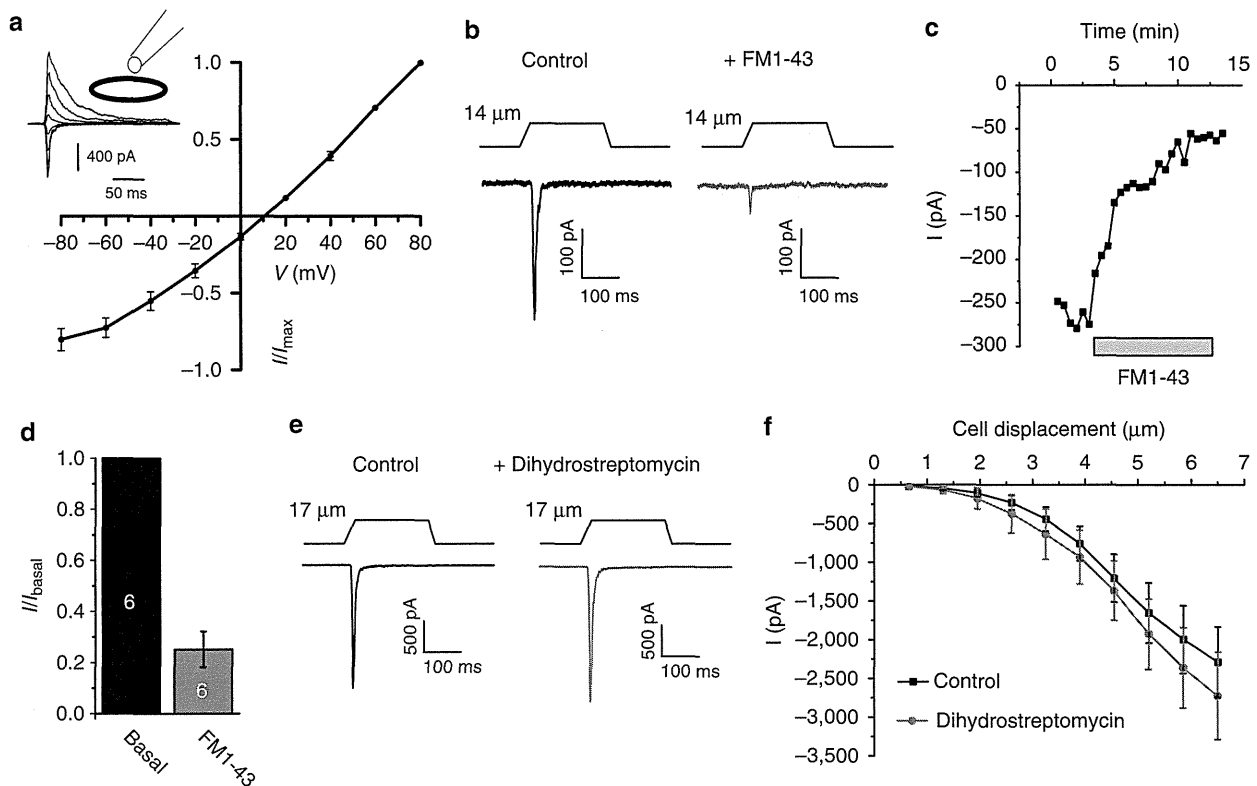 a
400 pA
50 ms
1.0
0.5
–0.5
–1.0
–80 –60 –40 –20 20 40 60 80
V (mV)
I/Imax
b
Control
+ FM1-43
14 µm
14 µm
100 pA
100 ms
100 pA
100 ms
c
Time (min)
0 5 10 15
0
–50
–100
–150
–200
–250
–300
I (pA)
FM1-43
d
1.0
0.8
0.6
0.4
0.2
0.0
I/Ibasal
6
6
Basal
FM1-43
e
Control
+ Dihydrostreptomycin
17 µm
17 µm
500 pA
100 ms
500 pA
100 ms
f
Cell displacement (µm)
0 1 2 3 4 5 6 7
0
–500
–1,000
–1,500
–2,000
–2,500
–3,000
–3,500
I (pA)
Control
Dihydrostreptomycin